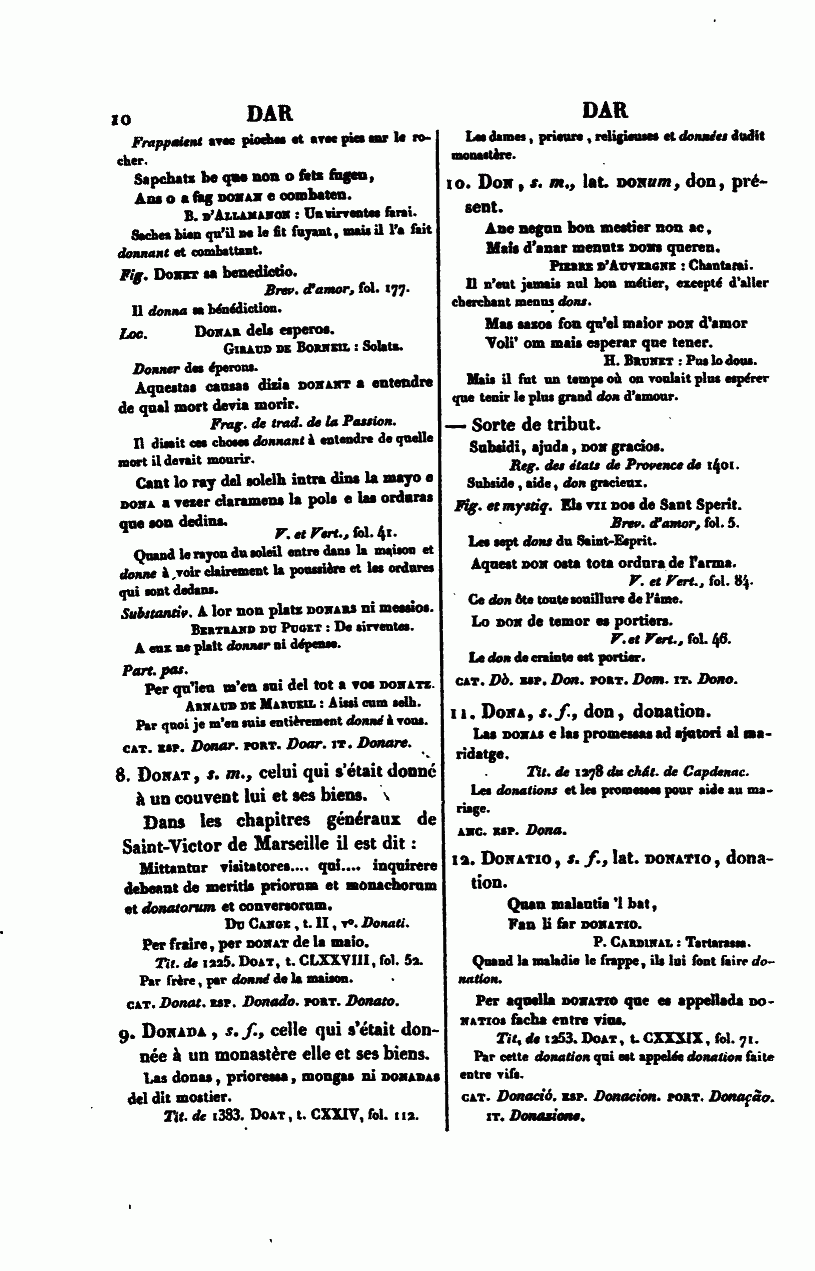 10
DAR
Frappaient avec pioches et avec pics sur le ro-
cher.
Sapchatz be que non o fetz fugen,
Ans o a fag DONAN e combaten.
B. D'ALLAMANON : Un sirventes farai.
Sachez bien qu'il ne le fit fuyant, mais il l'a fait
donnant et combattant.
Fig. DONET sa benedictio.
Brev. d'amor, fol. 177.
Il donna sa bénédiction.
Loc. DONAR dels esperos.
GIRAUD DE BORNEIL : Solatz.
Donner des éperons.
Aquestas causas dizia DONANT a entendre
de qual mort devia morir.
Frag. de trad. de la Passion.
Il disait ces choses donnant à entendre de quelle
mort il devait mourir.
Cant lo ray del solelh intra dins la mayo e
DONA a vezer claramens la pols e las orduras
que son dedins.
V. et Vert., fol. 41.
Quand le rayon du soleil entre dans la maison et
donne à voir clairement la poussière et les ordures
qui sont dedans.
Substantiv. A lor non platz DONARS ni messios.
BERTRAND DU PUGET : De sirventes.
A eux ne plaît donner ni dépense.
Part. pas.
Per qu'ieu m'en sui del tot a vos DONATZ.
ARNAUD DE MARUEIL : Aissi cum selh.
Par quoi je m'en suis entièrement donné à vous.
CAT. ESP. Donar. PORT. Doar. IT. Donare.
8. DONAT, s. m., celui qui s'était donné
à un couvent lui et ses biens.
Dans les chapitres généraux de
Saint-Victor de Marseille il est dit :
Mittantur visitatores.... qui.... inquirere
debeant de meritis priorum et monachorum
et donatorum et conversorum.
DU CANGE, t. II, vº. Donati.
Per fraire, per DONAT de la maio.
Tit. de 1225. DOAT, t. CLXXVIII, fol. 52.
Par frère, par donné de la maison.
CAT. Donat. ESP. Donado. PORT. Donato.
9. DONADA, s. f., celle qui s'était don-
née à un monastère elle et ses biens.
Las donas, prioressa, mongas ni DONADAS
del dit mostier.
Tit. de 1383. DOAT, t. CXXIV, fol. 112.
DAR
Les dames, prieure, religieuses et données dudit
monastère.
10. DON, s. m., lat. DONum, don, pré-
sent.
Anc negun bon mestier non ac,
Mais d'anar menutz DONS queren.
PIERRE D'AUVERGNE : Chantarai.
Il n'eut jamais nul bon métier, excepté d'aller
cherchant menus dons.
Mas sazos fon qu'el maior DON d'amor
Voli' om mais esperar que tener.
H. BRUNET : Pus lo dous.
Mais il fut un temps où on voulait plus espérer
que tenir le plus grand don d'amour.
— Sorte de tribut.
Subsidi, ajuda, DON gracios.
Reg. des états de Provence de 1401.
Subside, aide, don gracieux.
Fig. et mystiq. Els VII DOS de Sant Sperit.
Brev. d'amor, fol. 5.
Les sept dons du Saint-Esprit.
Aquest DON osta tota ordura de l'arma.
V. et Vert., fol. 84.
Ce don ôte toute souillure de l'âme.
Lo DON de temor es portiers.
V. et Vert., fol. 46.
Le don de crainte est portier.
CAT. Dò. ESP. Don. PORT. Dom. IT. Dono.
11. DONA, s. f., don, donation.
Las DONAS e las promessas ad ajutori al ma-
ridatge.
Tit. de 1278 du chât. de Capdenac.
Les donations et les promesses pour aide au ma-
riage.
ANC. ESP. Dona.
12. DONATIO, s. f., lat. DONATIO, dona-
tion.
Quan malautia 'l bat,
Fan li far DONATIO.
P. CARDINAL : Tartarassa.
Quand la maladie le frappe, ils lui font faire do-
nation.
Per aquella DONATIO que es appellada DO-
NATIOS facha entre vius.
Tit. de 1253. DOAT, t. CXXXIX, fol. 71.
Par cette donation qui est appelée donation faite
entre vifs.
CAT. Donació. ESP. Donacion. PORT. Donação.
IT. Donazione.